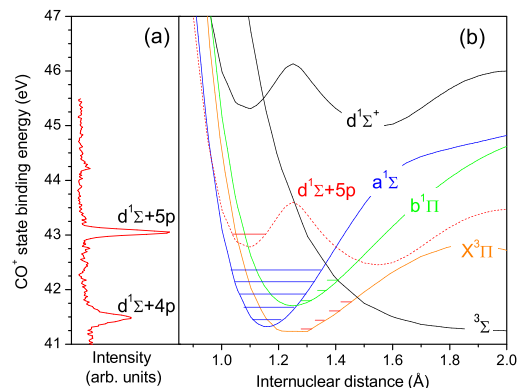 (a)
(b)
CO⁺ state binding energy (eV)
47
46
45
44
43
42
41
d¹Σ+5p
d¹Σ+4p
d¹Σ⁺
d¹Σ+5p
a¹Σ
b¹Π
X³Π
³Σ
1.0 1.2 1.4 1.6 1.8 2.0
Intensity
(arb. units)
Internuclear distance (Å)